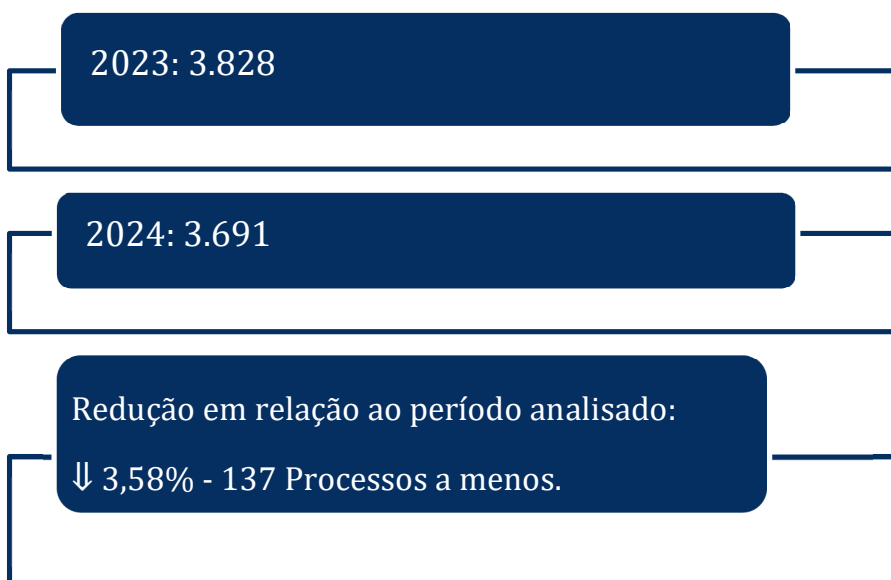 2023: 3.828
2024: 3.691
Redução em relação ao período analisado:
⇓ 3,58% - 137 Processos a menos.